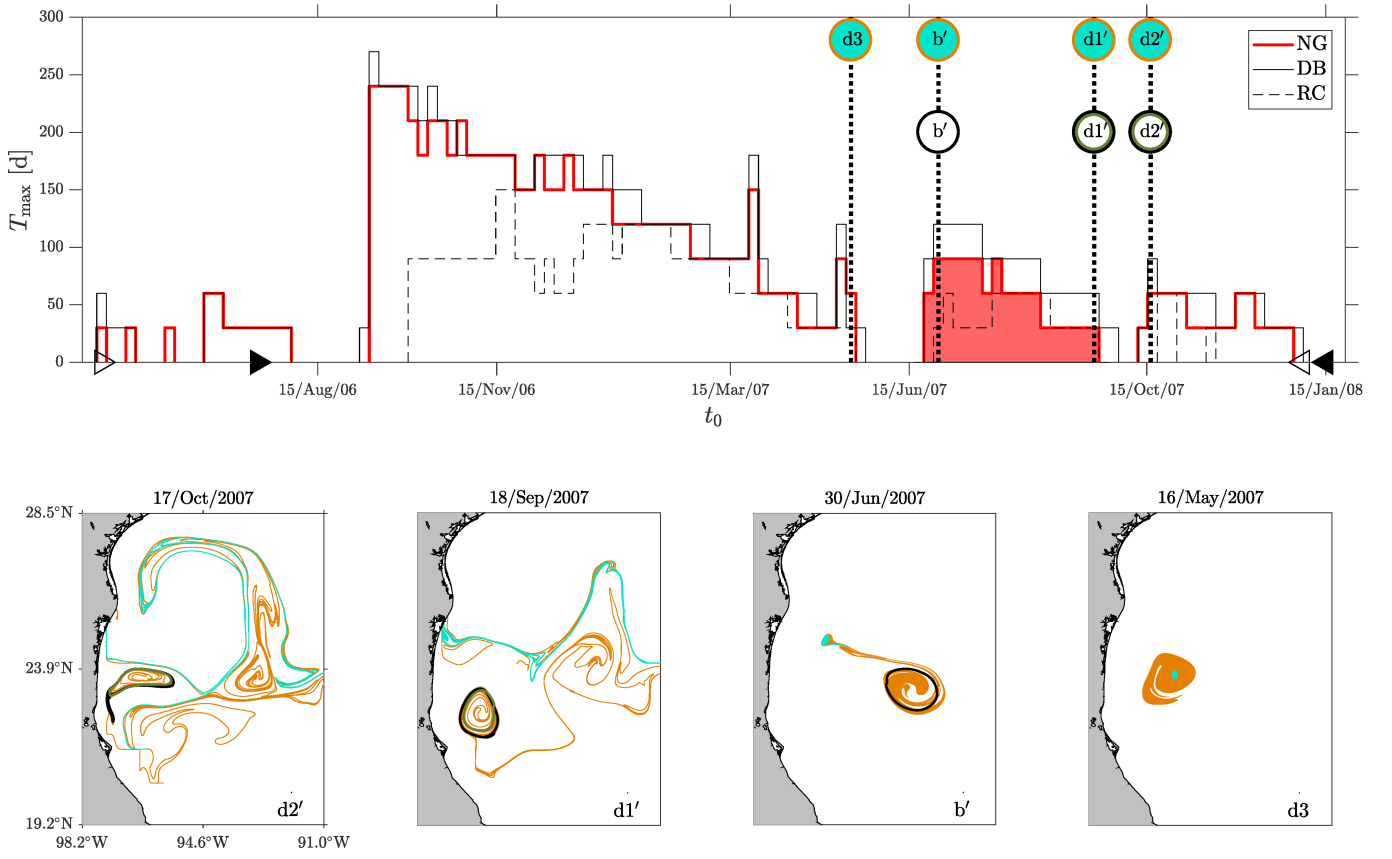 300
250
200
150
100
50
0
T_max [d]
d3
b′
d1′
d2′
b′
d1′
d2′
NG
DB
RC
15/Aug/06
15/Nov/06
15/Mar/07
15/Jun/07
15/Oct/07
15/Jan/08
t_0
17/Oct/2007
18/Sep/2007
30/Jun/2007
16/May/2007
28.5°N
23.9°N
19.2°N
98.2°W
94.6°W
91.0°W
d2′
d1′
b′
d3